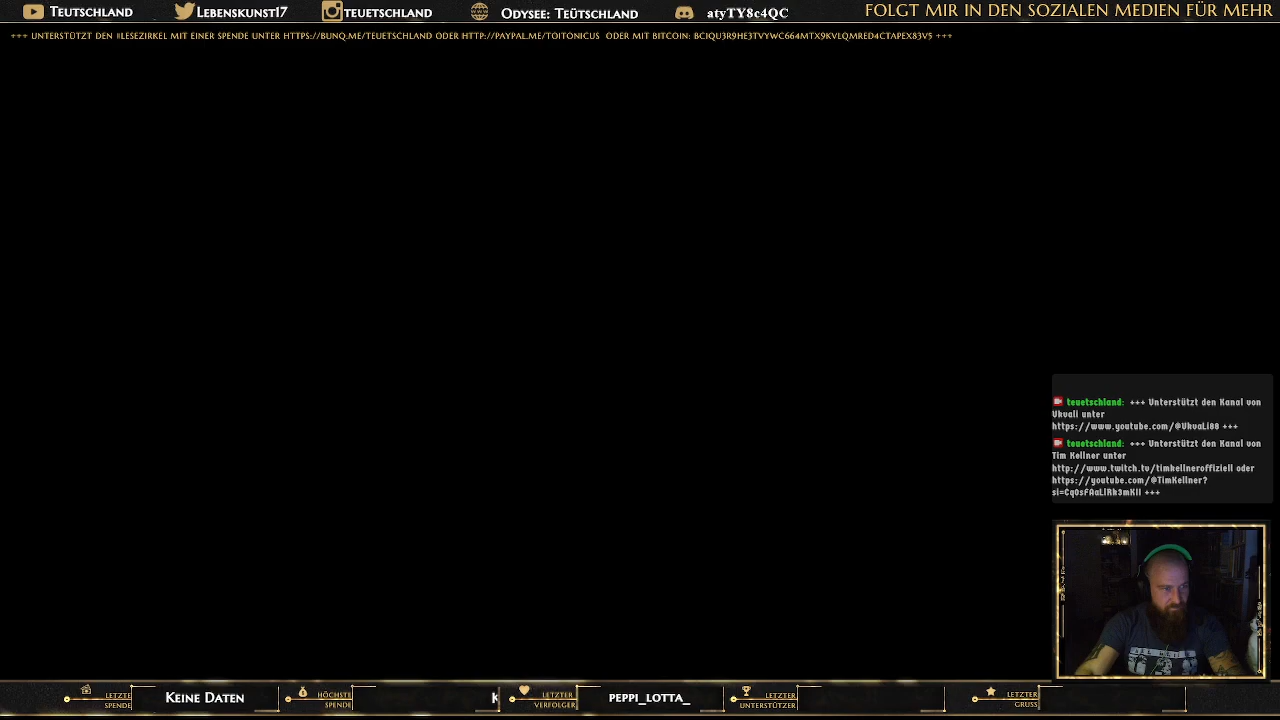 Teutschland Lebenskunst17 teuetschland Odysee: Teütschland atyTY8c4QC FOLGT MIR IN DEN SOZIALEN MEDIEN FÜR MEHR
+++ UNTERSTÜTZT DEN #LESEZIRKEL MIT EINER SPENDE UNTER HTTPS://BUNQ.ME/TEUETSCHLAND ODER HTTP://PAYPAL.ME/TOITONICUS ODER MIT BITCOIN: BC1QU3R9HE3TVYWC664MTX9KVLQMRED4CTAPEX83V5 +++
teuetschland: +++ Unterstützt den Kanal von
Ukvali unter
https://www.youtube.com/@UkvaLi88 +++
teuetschland: +++ Unterstützt den Kanal von
Tim Kellner unter
http://www.twitch.tv/timkellneroffiziell oder
https://youtube.com/@TimKellner?
si=CqOsFAaLlRh3mKII +++
LETZTE SPENDE
Keine Daten
HÖCHSTE SPENDE
K
LETZTER VERFOLGER
peppi_lotta_
LETZTER UNTERSTÜTZER
LETZTER GRUSS